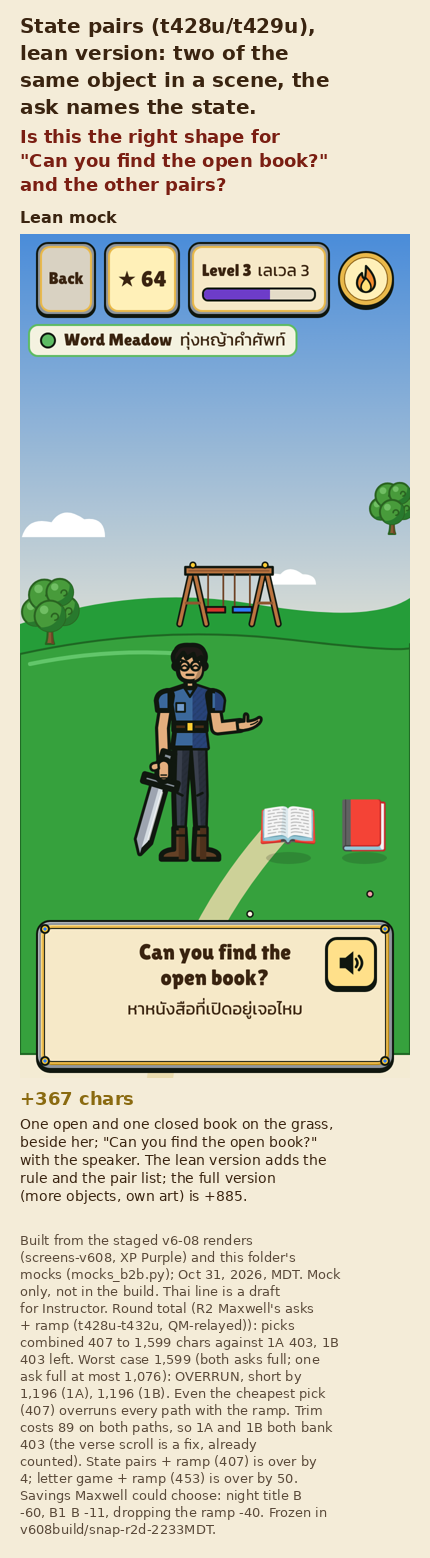 State pairs (t428u/t429u),
lean version: two of the
same object in a scene, the
ask names the state.
Is this the right shape for
"Can you find the open book?"
and the other pairs?
Lean mock
Back
★ 64
Level 3 เลเวล 3
Word Meadow ทุ่งหญ้าคำศัพท์
Can you find the
open book?
หาหนังสือที่เปิดอยู่เจอไหม
+367 chars
One open and one closed book on the grass,
beside her; "Can you find the open book?"
with the speaker. The lean version adds the
rule and the pair list; the full version
(more objects, own art) is +885.
Built from the staged v6-08 renders
(screens-v608, XP Purple) and this folder's
mocks (mocks_b2b.py); Oct 31, 2026, MDT. Mock
only, not in the build. Thai line is a draft
for Instructor. Round total (R2 Maxwell's asks
+ ramp (t428u-t432u, QM-relayed)): picks
combined 407 to 1,599 chars against 1A 403, 1B
403 left. Worst case 1,599 (both asks full; one
ask full at most 1,076): OVERRUN, short by
1,196 (1A), 1,196 (1B). Even the cheapest pick
(407) overruns every path with the ramp. Trim
costs 89 on both paths, so 1A and 1B both bank
403 (the verse scroll is a fix, already
counted). State pairs + ramp (407) is over by
4; letter game + ramp (453) is over by 50.
Savings Maxwell could choose: night title B
-60, B1 B -11, dropping the ramp -40. Frozen in
v608build/snap-r2d-2233MDT.